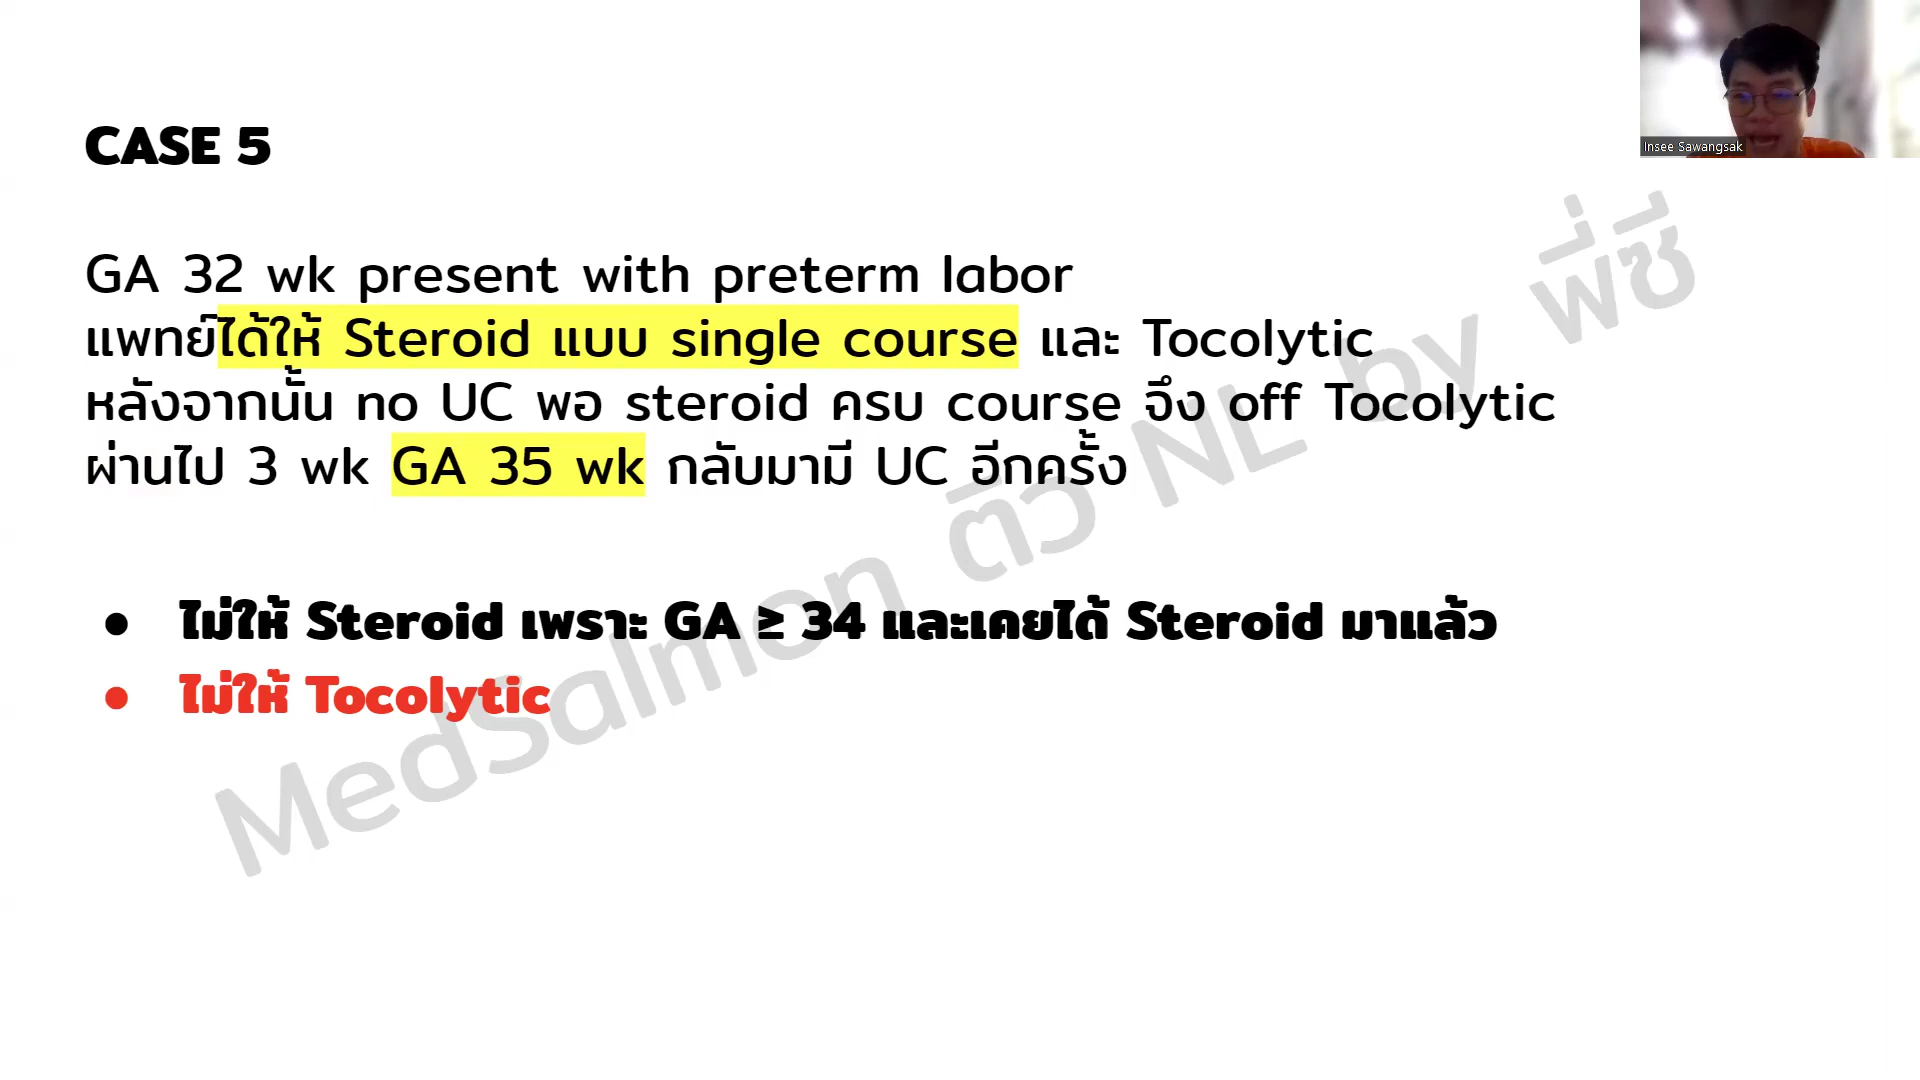 Insee Sawangsak
CASE 5
GA 32 wk present with preterm labor
แพทย์ได้ให้ Steroid แบบ single course และ Tocolytic
หลังจากนั้น no UC พอ steroid ครบ course จึง off Tocolytic
ผ่านไป 3 wk GA 35 wk กลับมามี UC อีกครั้ง
● ไม่ให้ Steroid เพราะ GA ≥ 34 และเคยได้ Steroid มาแล้ว
● ไม่ให้ Tocolytic
MedSalmon ติว NL by พี่ซี